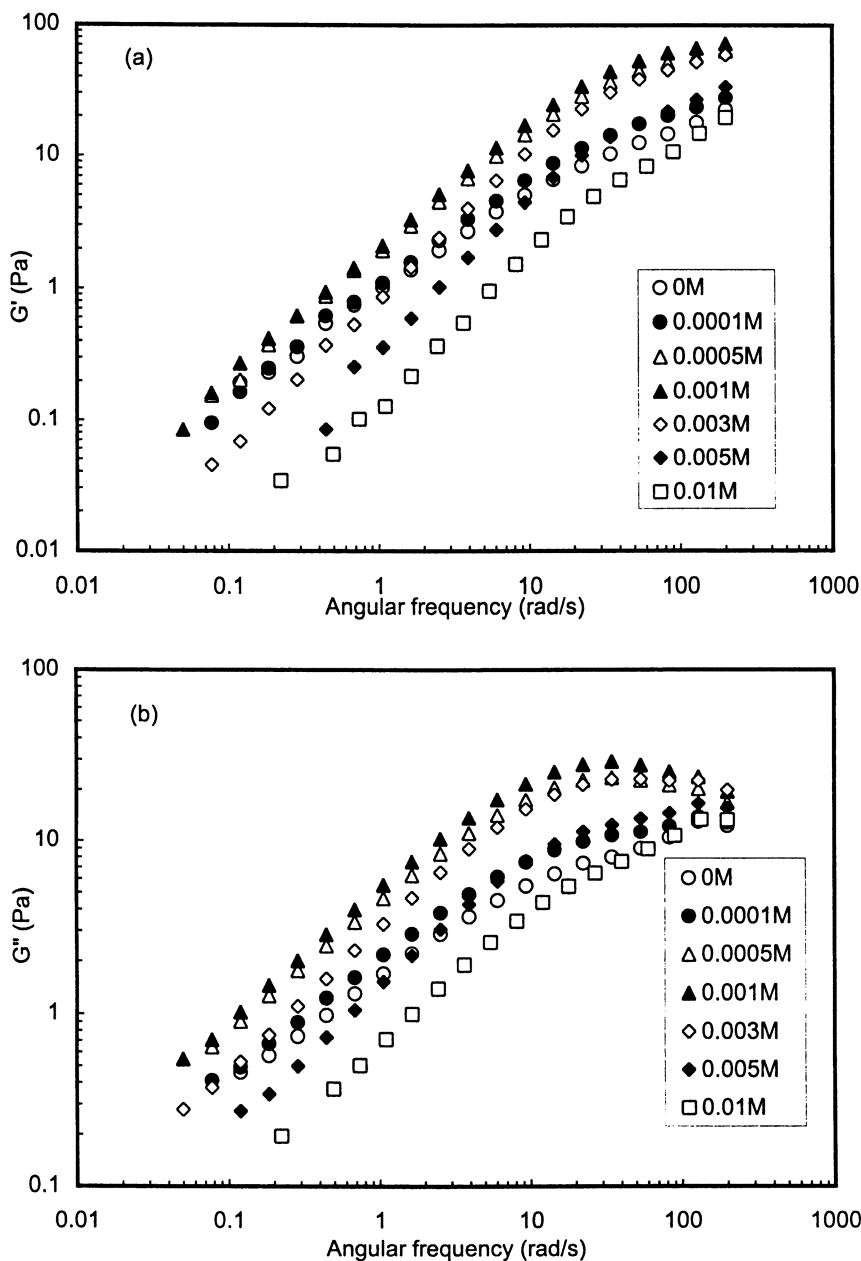 (a)
G' (Pa)
100
10
1
0.1
0.01
0M
0.0001M
0.0005M
0.001M
0.003M
0.005M
0.01M
0.01 0.1 1 10 100 1000
Angular frequency (rad/s)
(b)
G" (Pa)
100
10
1
0.1
0M
0.0001M
0.0005M
0.001M
0.003M
0.005M
0.01M
0.01 0.1 1 10 100 1000
Angular frequency (rad/s)